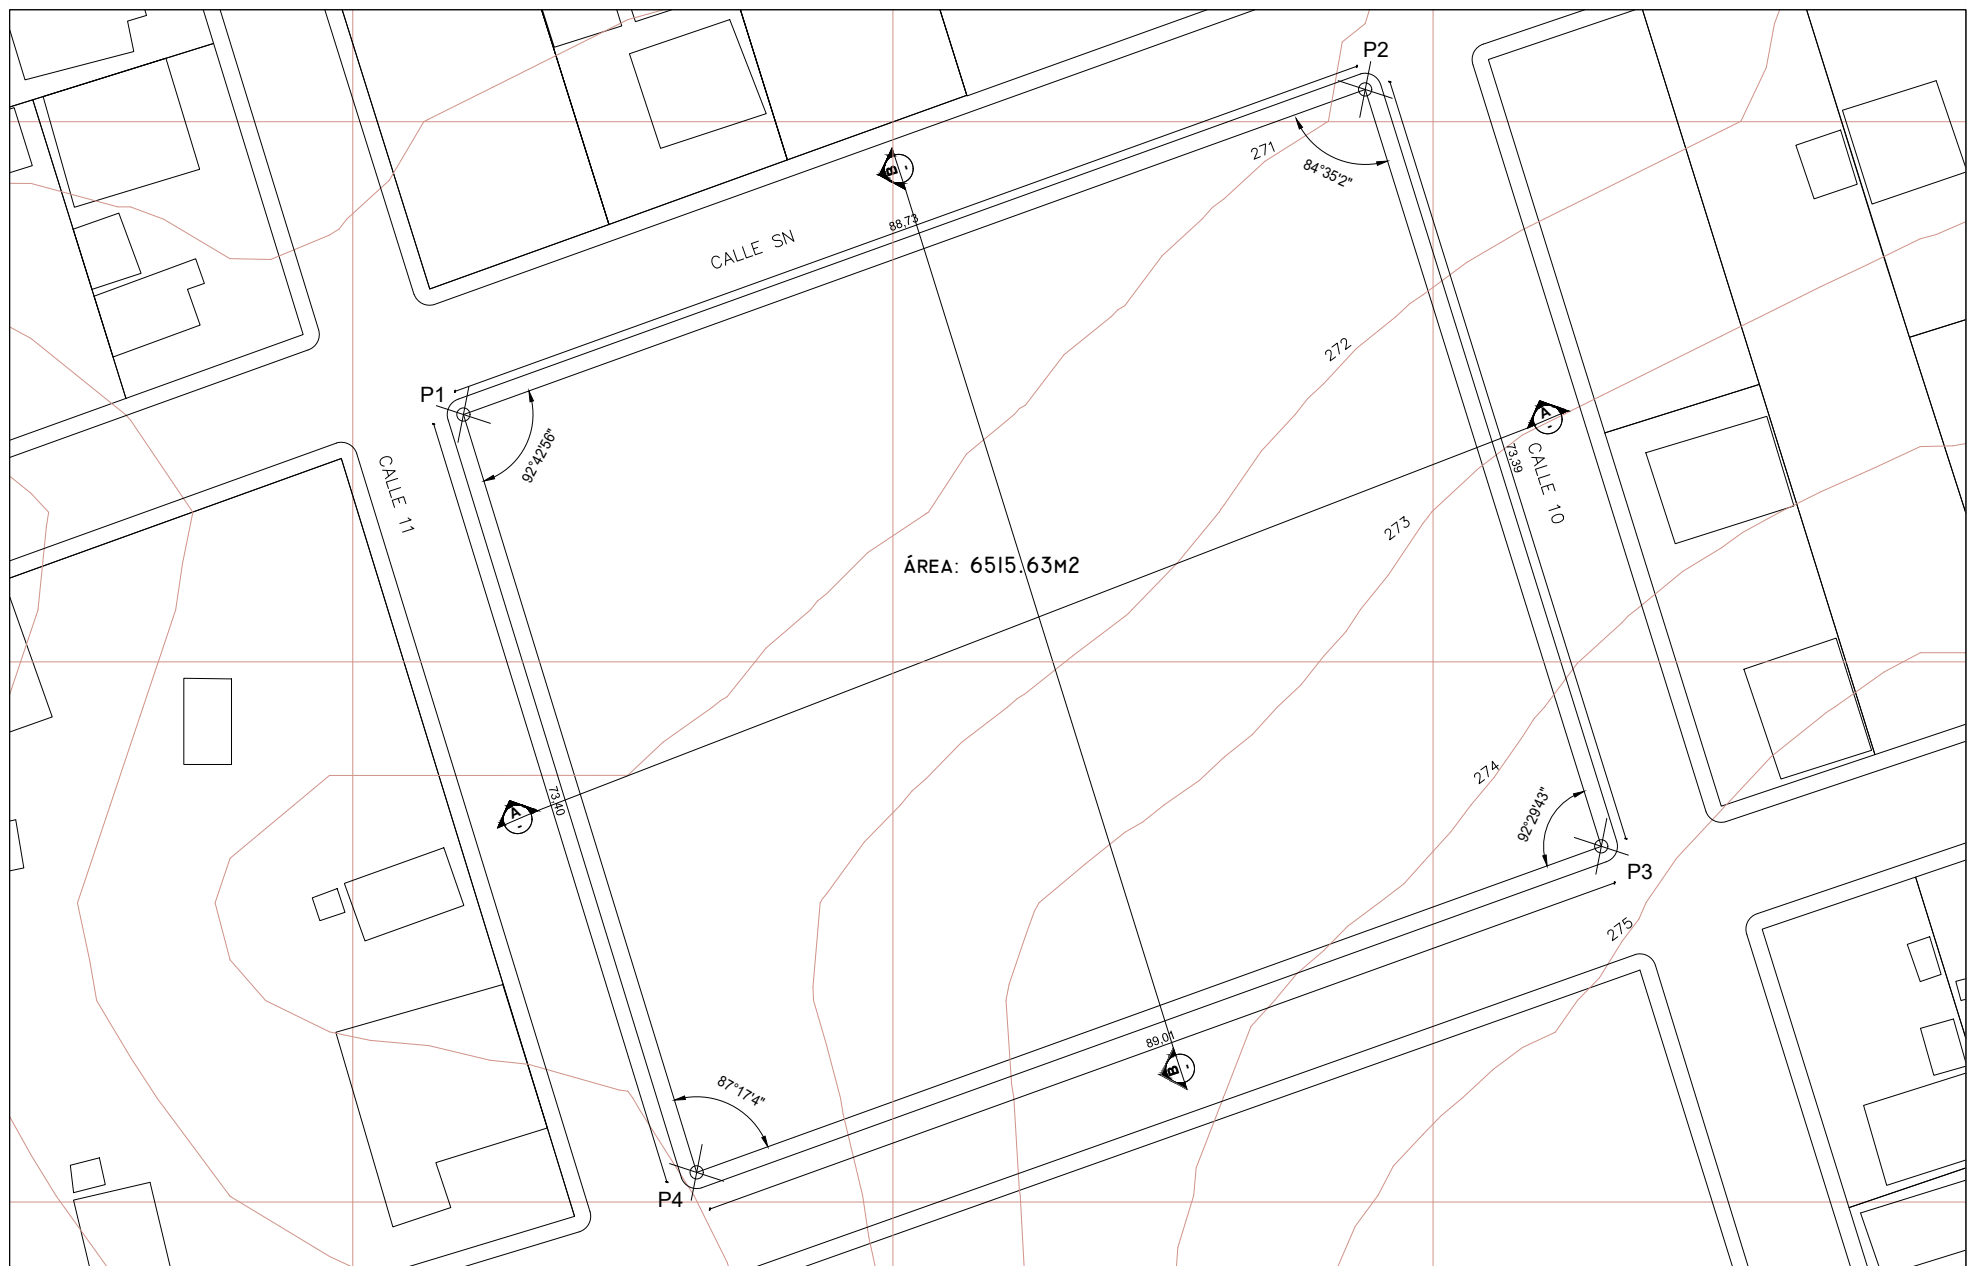 P2
271
84°35'2"
B
-
88,73
CALLE SN
272
P1
92°42'56"
CALLE 11
A
-
73,39
CALLE 10
273
ÁREA: 6515.63M2
274
73,40
A
-
92°29'43"
P3
275
89,01
B
-
87°17'4"
P4